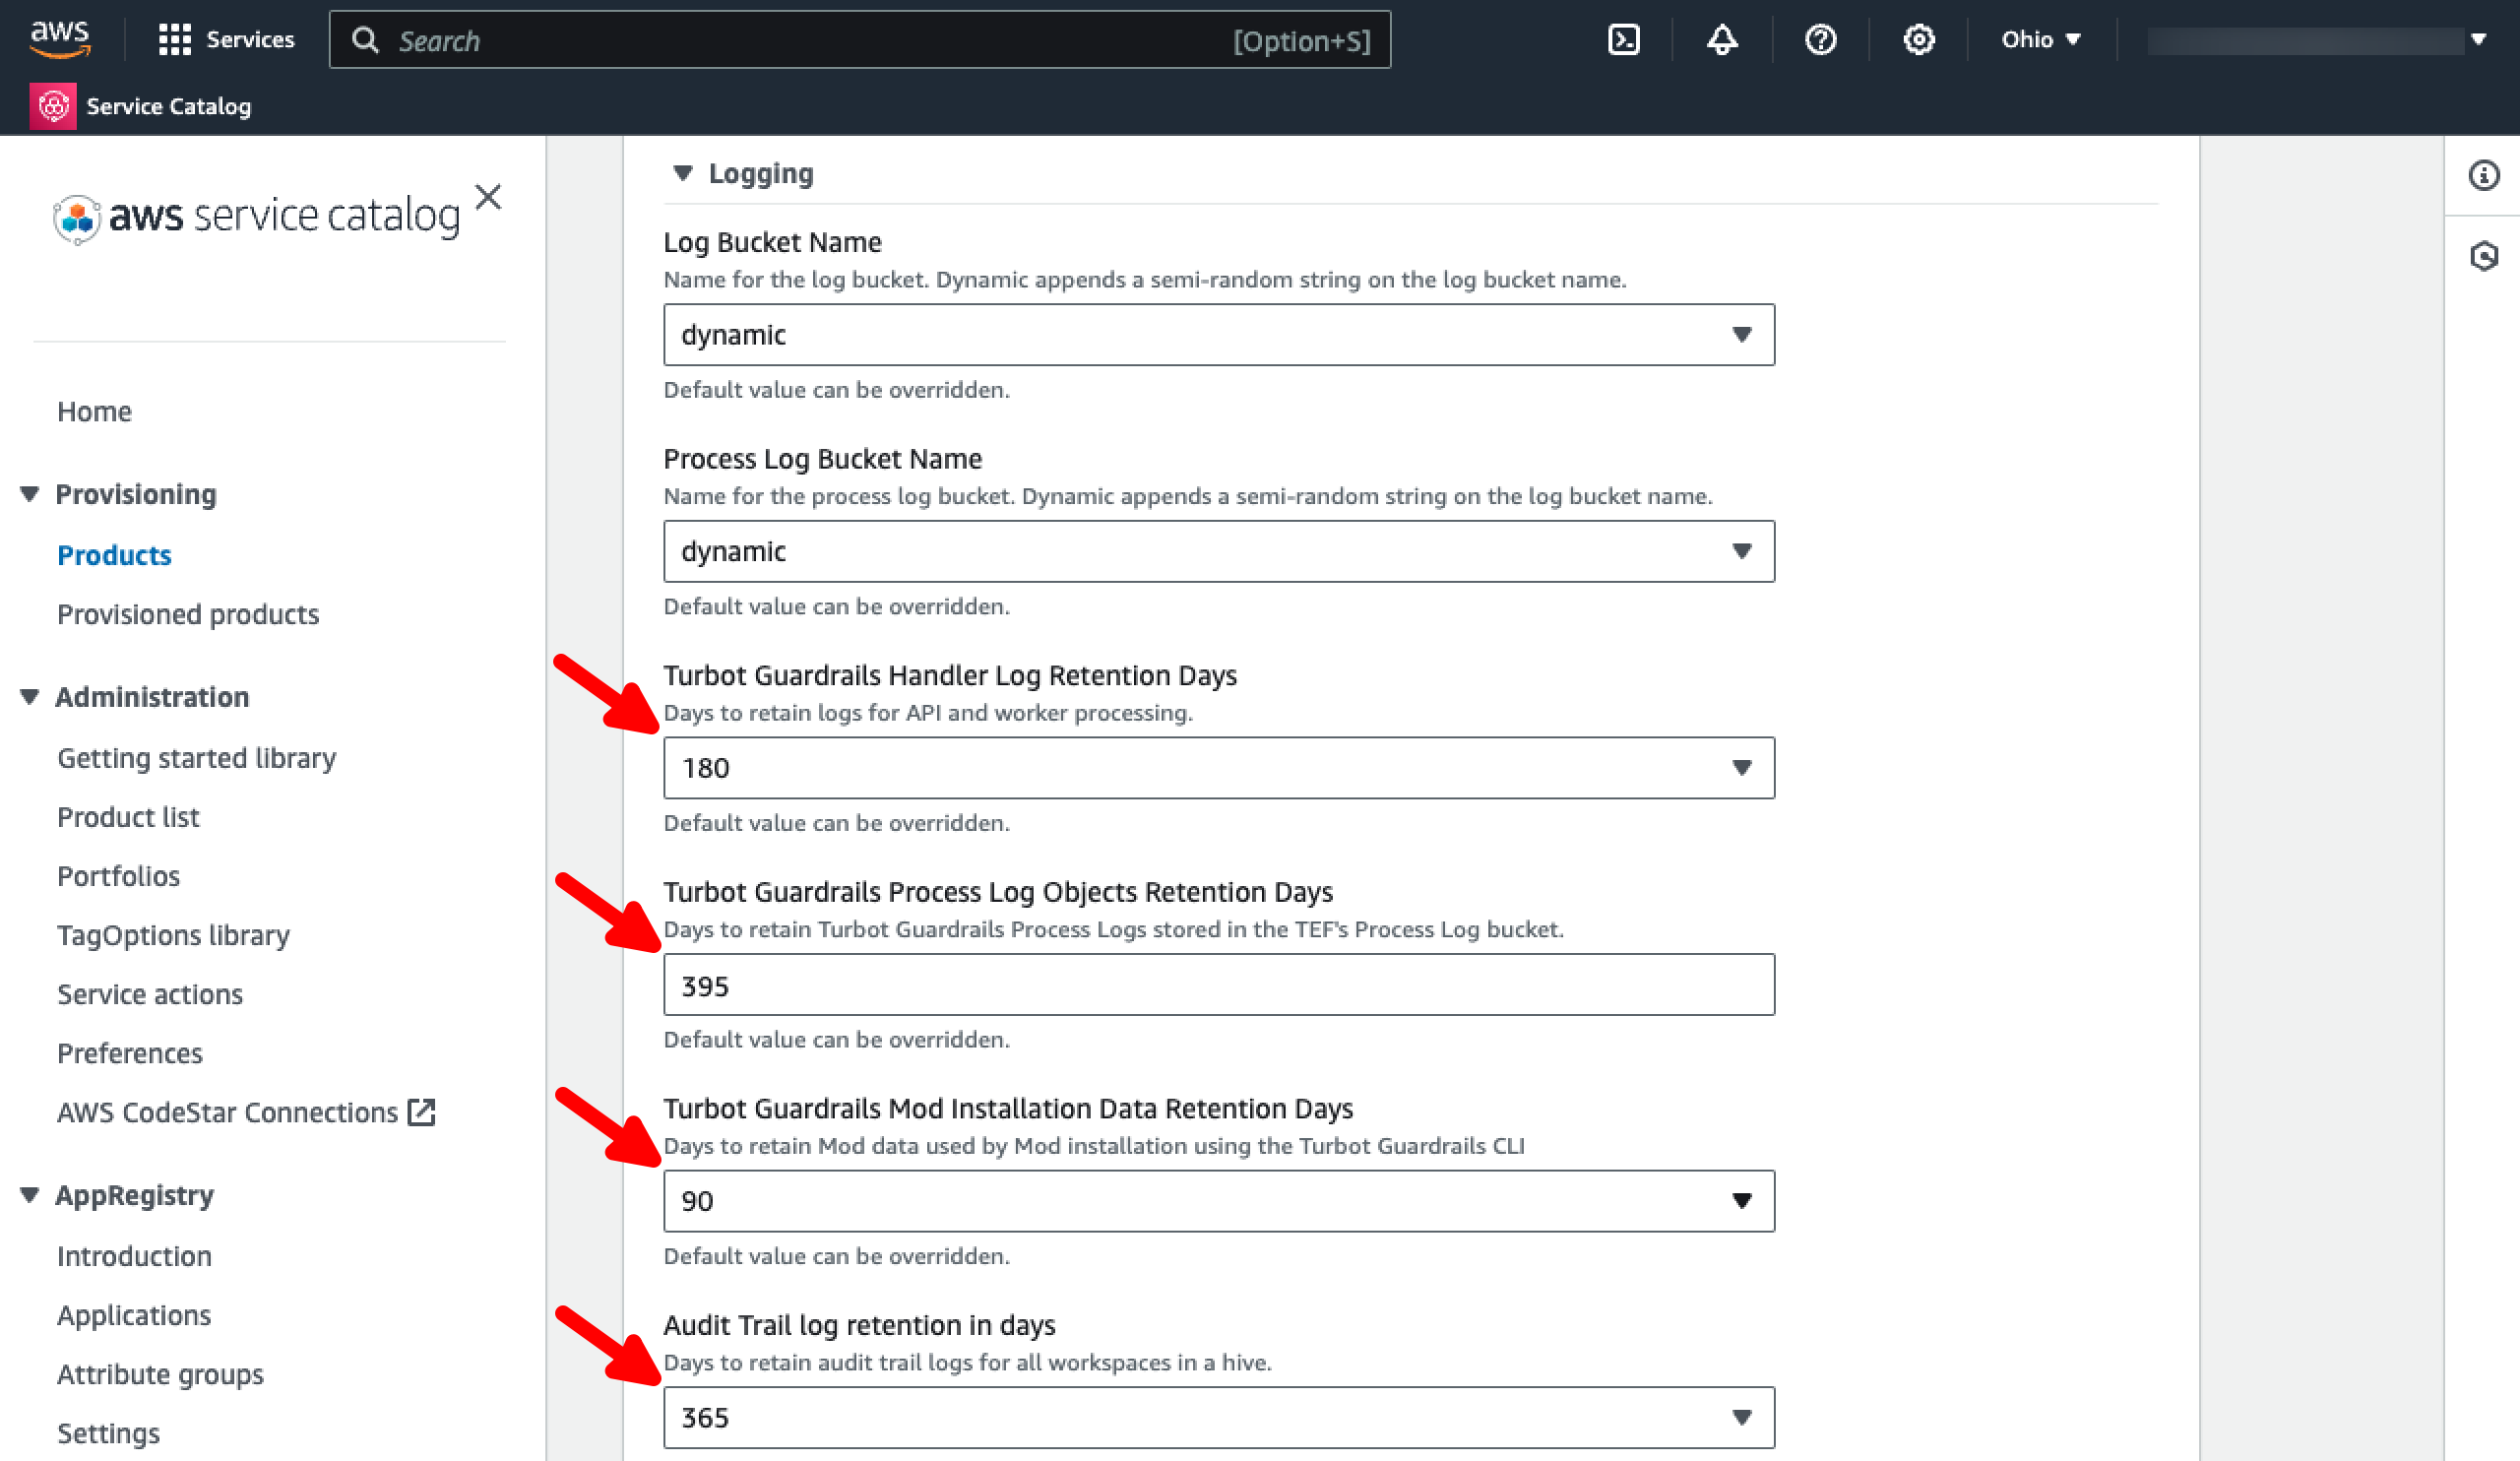 aws
Services
Search
[Option+S]
Ohio
Service Catalog
aws service catalog
Home
Provisioning
Products
Provisioned products
Administration
Getting started library
Product list
Portfolios
TagOptions library
Service actions
Preferences
AWS CodeStar Connections
AppRegistry
Introduction
Applications
Attribute groups
Settings
Logging
Log Bucket Name
Name for the log bucket. Dynamic appends a semi-random string on the log bucket name.
dynamic
Default value can be overridden.
Process Log Bucket Name
Name for the process log bucket. Dynamic appends a semi-random string on the log bucket name.
dynamic
Default value can be overridden.
Turbot Guardrails Handler Log Retention Days
Days to retain logs for API and worker processing.
180
Default value can be overridden.
Turbot Guardrails Process Log Objects Retention Days
Days to retain Turbot Guardrails Process Logs stored in the TEF's Process Log bucket.
395
Default value can be overridden.
Turbot Guardrails Mod Installation Data Retention Days
Days to retain Mod data used by Mod installation using the Turbot Guardrails CLI
90
Default value can be overridden.
Audit Trail log retention in days
Days to retain audit trail logs for all workspaces in a hive.
365